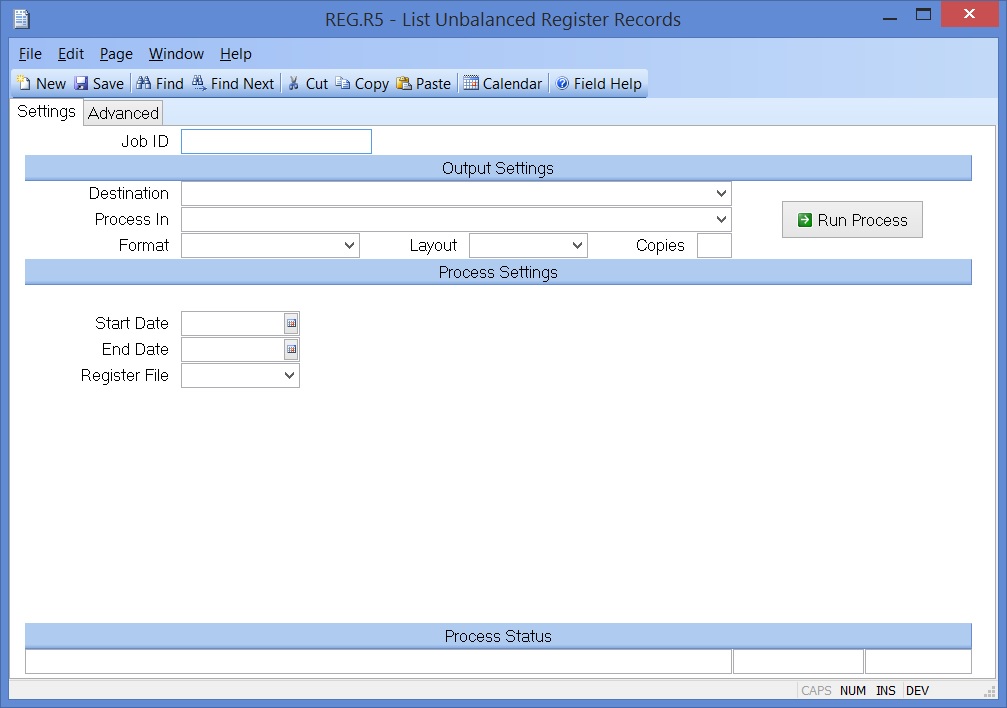 REG.R5 - List Unbalanced Register Records
File Edit Page Window Help
New Save Find Find Next Cut Copy Paste Calendar Field Help
Settings Advanced
Job ID
Output Settings
Destination
Process In
Run Process
Format Layout Copies
Process Settings
Start Date
End Date
Register File
Process Status
CAPS NUM INS DEV